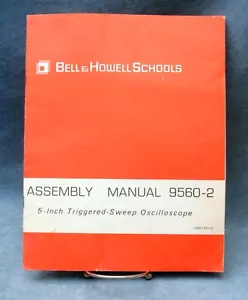 BELL & HOWELL SCHOOLS
ASSEMBLY MANUAL 9560-2
5-Inch Triggered-Sweep Oscilloscope